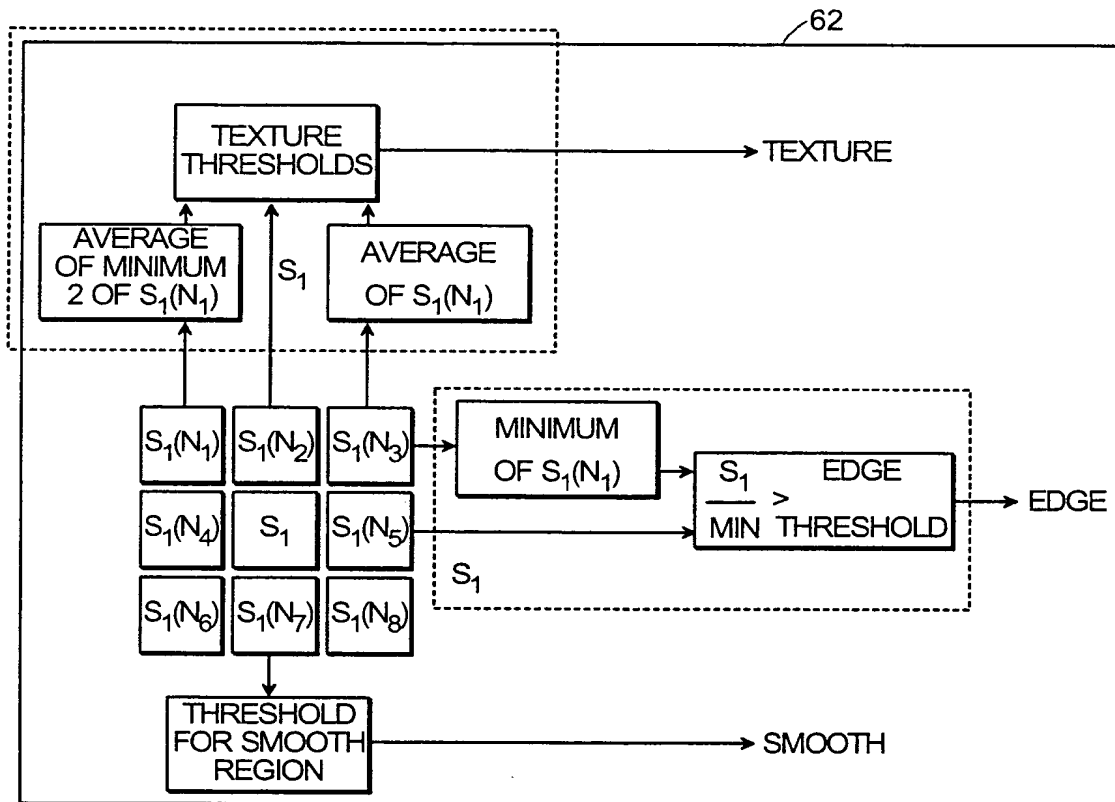 62
TEXTURE
THRESHOLDS
TEXTURE
AVERAGE
OF MINIMUM
2 OF S₁(N₁)
S₁
AVERAGE
OF S₁(N₁)
S₁(N₁)
S₁(N₂)
S₁(N₃)
MINIMUM
OF S₁(N₁)
S₁
MIN
>
EDGE
THRESHOLD
EDGE
S₁(N₄)
S₁
S₁(N₅)
S₁
S₁(N₆)
S₁(N₇)
S₁(N₈)
THRESHOLD
FOR SMOOTH
REGION
SMOOTH